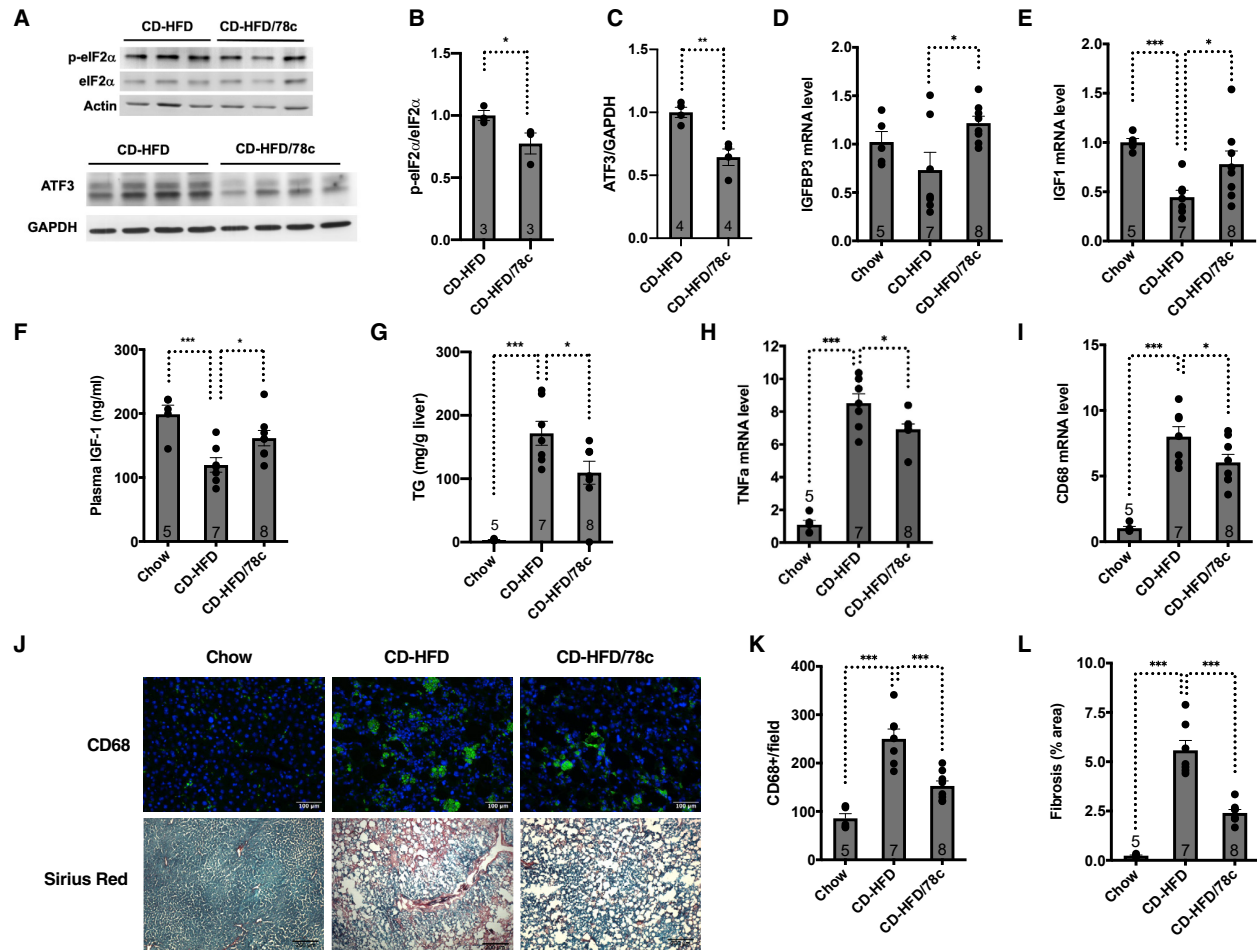 A
CD-HFD CD-HFD/78c
p-eIF2α
eIF2α
Actin
CD-HFD CD-HFD/78c
ATF3
GAPDH
B
*
p-eIF2α/eIF2α
1.5
1.0
0.5
0.0
3 3
CD-HFD CD-HFD/78c
C
**
ATF3/GAPDH
1.5
1.0
0.5
0.0
4 4
CD-HFD CD-HFD/78c
D
*
IGFBP3 mRNA level
2.0
1.5
1.0
0.5
0.0
5 7 8
Chow CD-HFD CD-HFD/78c
E
*** *
IGF1 mRNA level
2.0
1.5
1.0
0.5
0.0
5 7 8
Chow CD-HFD CD-HFD/78c
F
*** *
Plasma IGF-1 (ng/ml)
300
200
100
0
5 7 8
Chow CD-HFD CD-HFD/78c
G
*** *
TG (mg/g liver)
300
200
100
0
5 7 8
Chow CD-HFD CD-HFD/78c
H
*** *
TNFa mRNA level
12
10
8
6
4
2
0
5 7 8
Chow CD-HFD CD-HFD/78c
I
*** *
CD68 mRNA level
15
10
5
0
5 7 8
Chow CD-HFD CD-HFD/78c
J
Chow CD-HFD CD-HFD/78c
CD68
100 µm 100 µm 100 µm
Sirius Red
K
*** ***
CD68+/field
400
300
200
100
0
5 7 8
Chow CD-HFD CD-HFD/78c
L
*** ***
Fibrosis (% area)
10.0
7.5
5.0
2.5
0.0
5 7 8
Chow CD-HFD CD-HFD/78c